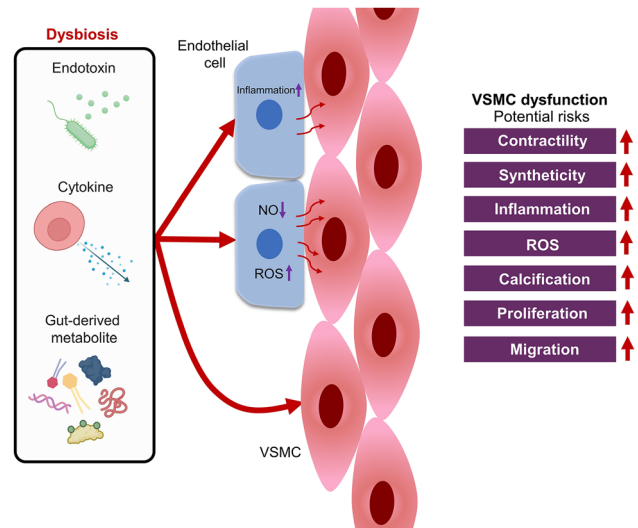 Dysbiosis
Endotoxin
Cytokine
Gut-derived
metabolite
Endothelial
cell
Inflammation
NO
ROS
VSMC
VSMC dysfunction
Potential risks
Contractility
Syntheticity
Inflammation
ROS
Calcification
Proliferation
Migration